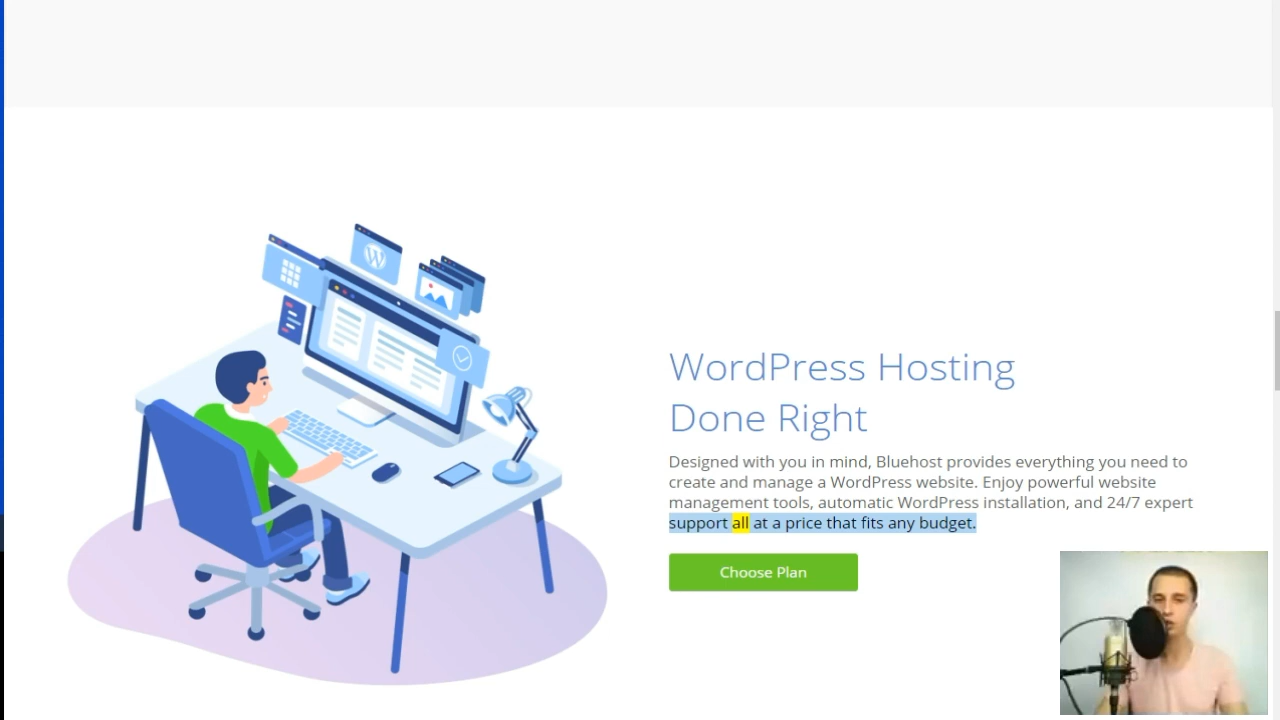 WordPress Hosting
Done Right
Designed with you in mind, Bluehost provides everything you need to
create and manage a WordPress website. Enjoy powerful website
management tools, automatic WordPress installation, and 24/7 expert
support all at a price that fits any budget.
Choose Plan